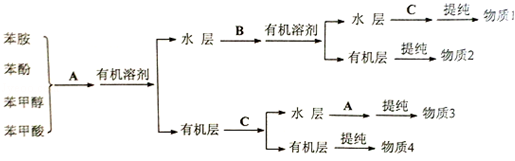 苯胺
苯酚
苯甲醇
苯甲酸
A
有机溶剂
水 层
B
有机溶剂
水 层
C
提纯
物质1
有机层
提纯
物质2
有机层
C
水 层
A
提纯
物质3
有机层
提纯
物质4